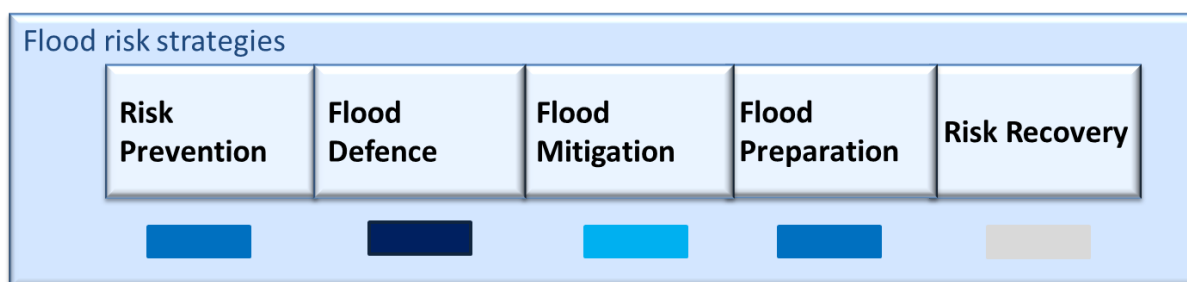 Flood risk strategies
Risk
Prevention
Flood
Defence
Flood
Mitigation
Flood
Preparation
Risk Recovery